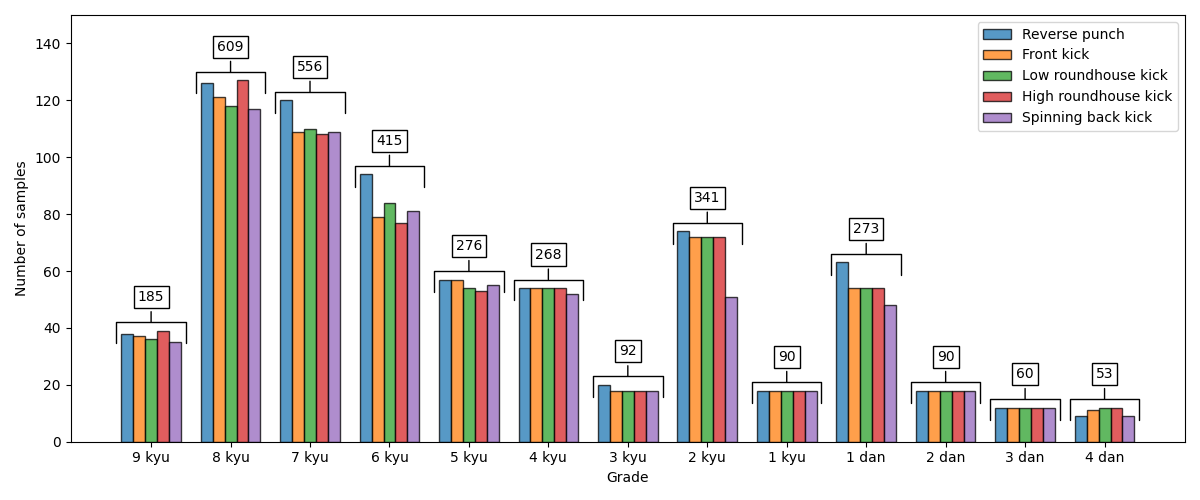 Number of samples
140
120
100
80
60
40
20
0
185
609
556
415
276
268
92
341
90
273
90
60
53
Reverse punch
Front kick
Low roundhouse kick
High roundhouse kick
Spinning back kick
9 kyu 8 kyu 7 kyu 6 kyu 5 kyu 4 kyu 3 kyu 2 kyu 1 kyu 1 dan 2 dan 3 dan 4 dan
Grade